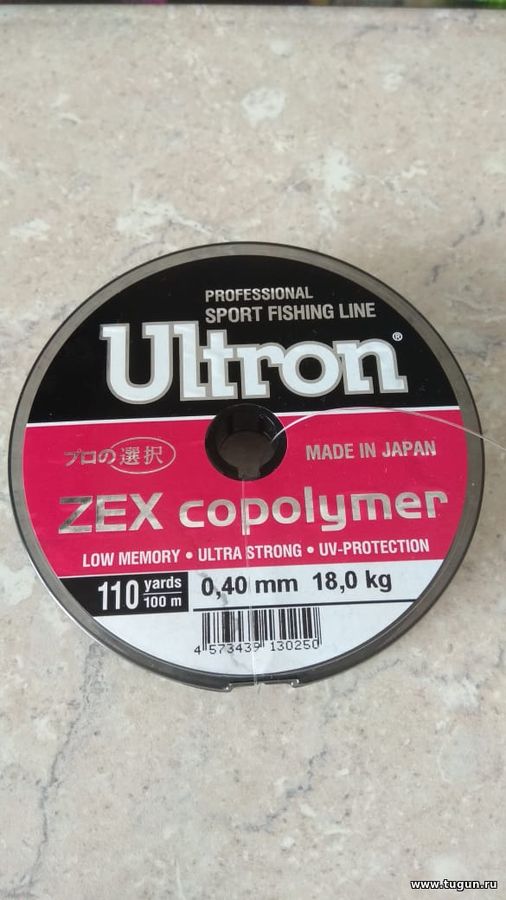 PROFESSIONAL
SPORT FISHING LINE
Ultron®
プロの選択
MADE IN JAPAN
ZEX copolymer
LOW MEMORY • ULTRA STRONG • UV-PROTECTION
110 yards
100 m
0,40 mm 18,0 kg
4 573439 130250
www.tugun.ru